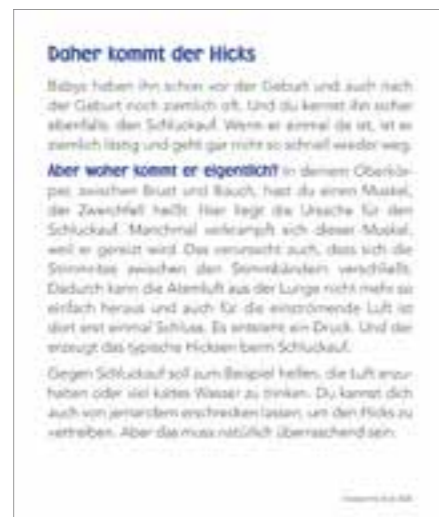 Daher kommt der Hicks
Babys haben ihn schon vor der Geburt und auch nach
der Geburt noch ziemlich oft. Und du kennst ihn sicher
ebenfalls: den Schluckauf. Wenn er einmal da ist, ist er
ziemlich lästig und geht gar nicht so schnell wieder weg.
Aber woher kommt er eigentlich? In deinem Oberkör-
per, zwischen Brust und Bauch, hast du einen Muskel,
der Zwerchfell heißt. Hier liegt die Ursache für den
Schluckauf. Manchmal verkrampft sich dieser Muskel,
weil er gereizt wird. Das verursacht auch, dass sich die
Stimmritze zwischen den Stimmbändern verschließt.
Dadurch kann die Atemluft aus der Lunge nicht mehr so
einfach heraus und auch für die einströmende Luft ist
dort erst einmal Schluss. Es entsteht ein Druck. Und der
erzeugt das typische Hicksen beim Schluckauf.
Gegen Schluckauf soll zum Beispiel helfen, die Luft anzu-
halten oder viel kaltes Wasser zu trinken. Du kannst dich
auch von jemandem erschrecken lassen, um den Hicks zu
vertreiben. Aber das muss natürlich überraschend sein.